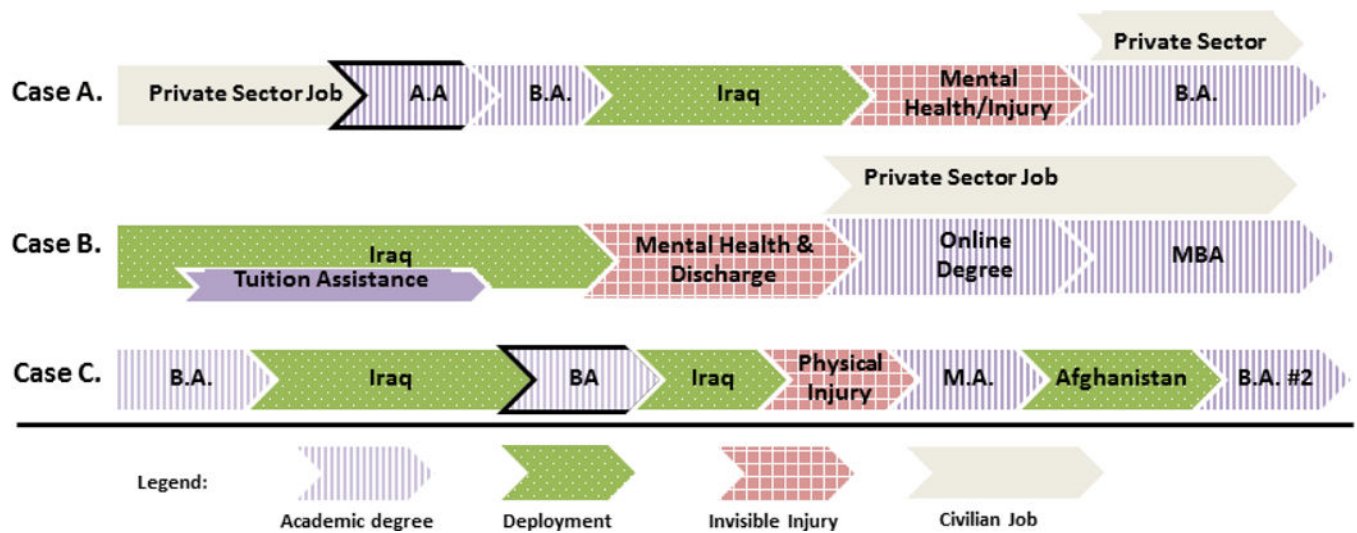 Private Sector
Case A.
Private Sector Job
A.A
B.A.
Iraq
Mental
Health/Injury
B.A.
Private Sector Job
Case B.
Iraq
Tuition Assistance
Mental Health &
Discharge
Online
Degree
MBA
Case C.
B.A.
Iraq
BA
Iraq
Physical
Injury
M.A.
Afghanistan
B.A. #2
Legend:
Academic degree
Deployment
Invisible Injury
Civilian Job